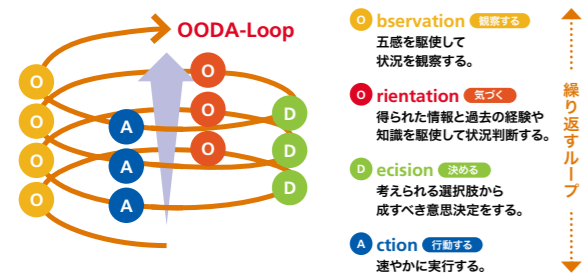 OODA-Loop
O
O
O
O
O
O
O
A
A
A
D
D
D
Observation 観察する
五感を駆使して
状況を観察する。
Orientation 気づく
得られた情報と過去の経験や
知識を駆使して状況判断する。
Decision 決める
考えられる選択肢から
成すべき意思決定をする。
Action 行動する
速やかに実行する。
繰り返すループ